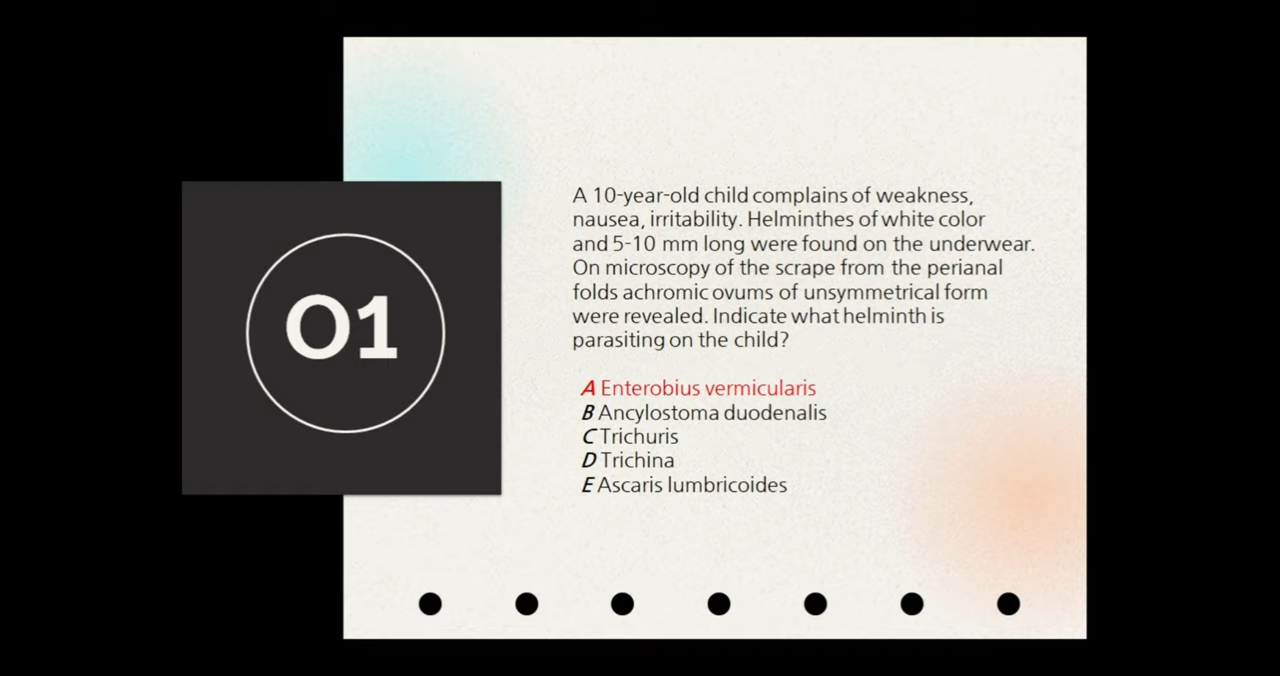 01
A 10-year-old child complains of weakness,
nausea, irritability. Helminthes of white color
and 5-10 mm long were found on the underwear.
On microscopy of the scrape from the perianal
folds achromic ovums of unsymmetrical form
were revealed. Indicate what helminth is
parasiting on the child?
A Enterobius vermicularis
B Ancylostoma duodenalis
C Trichuris
D Trichina
E Ascaris lumbricoides